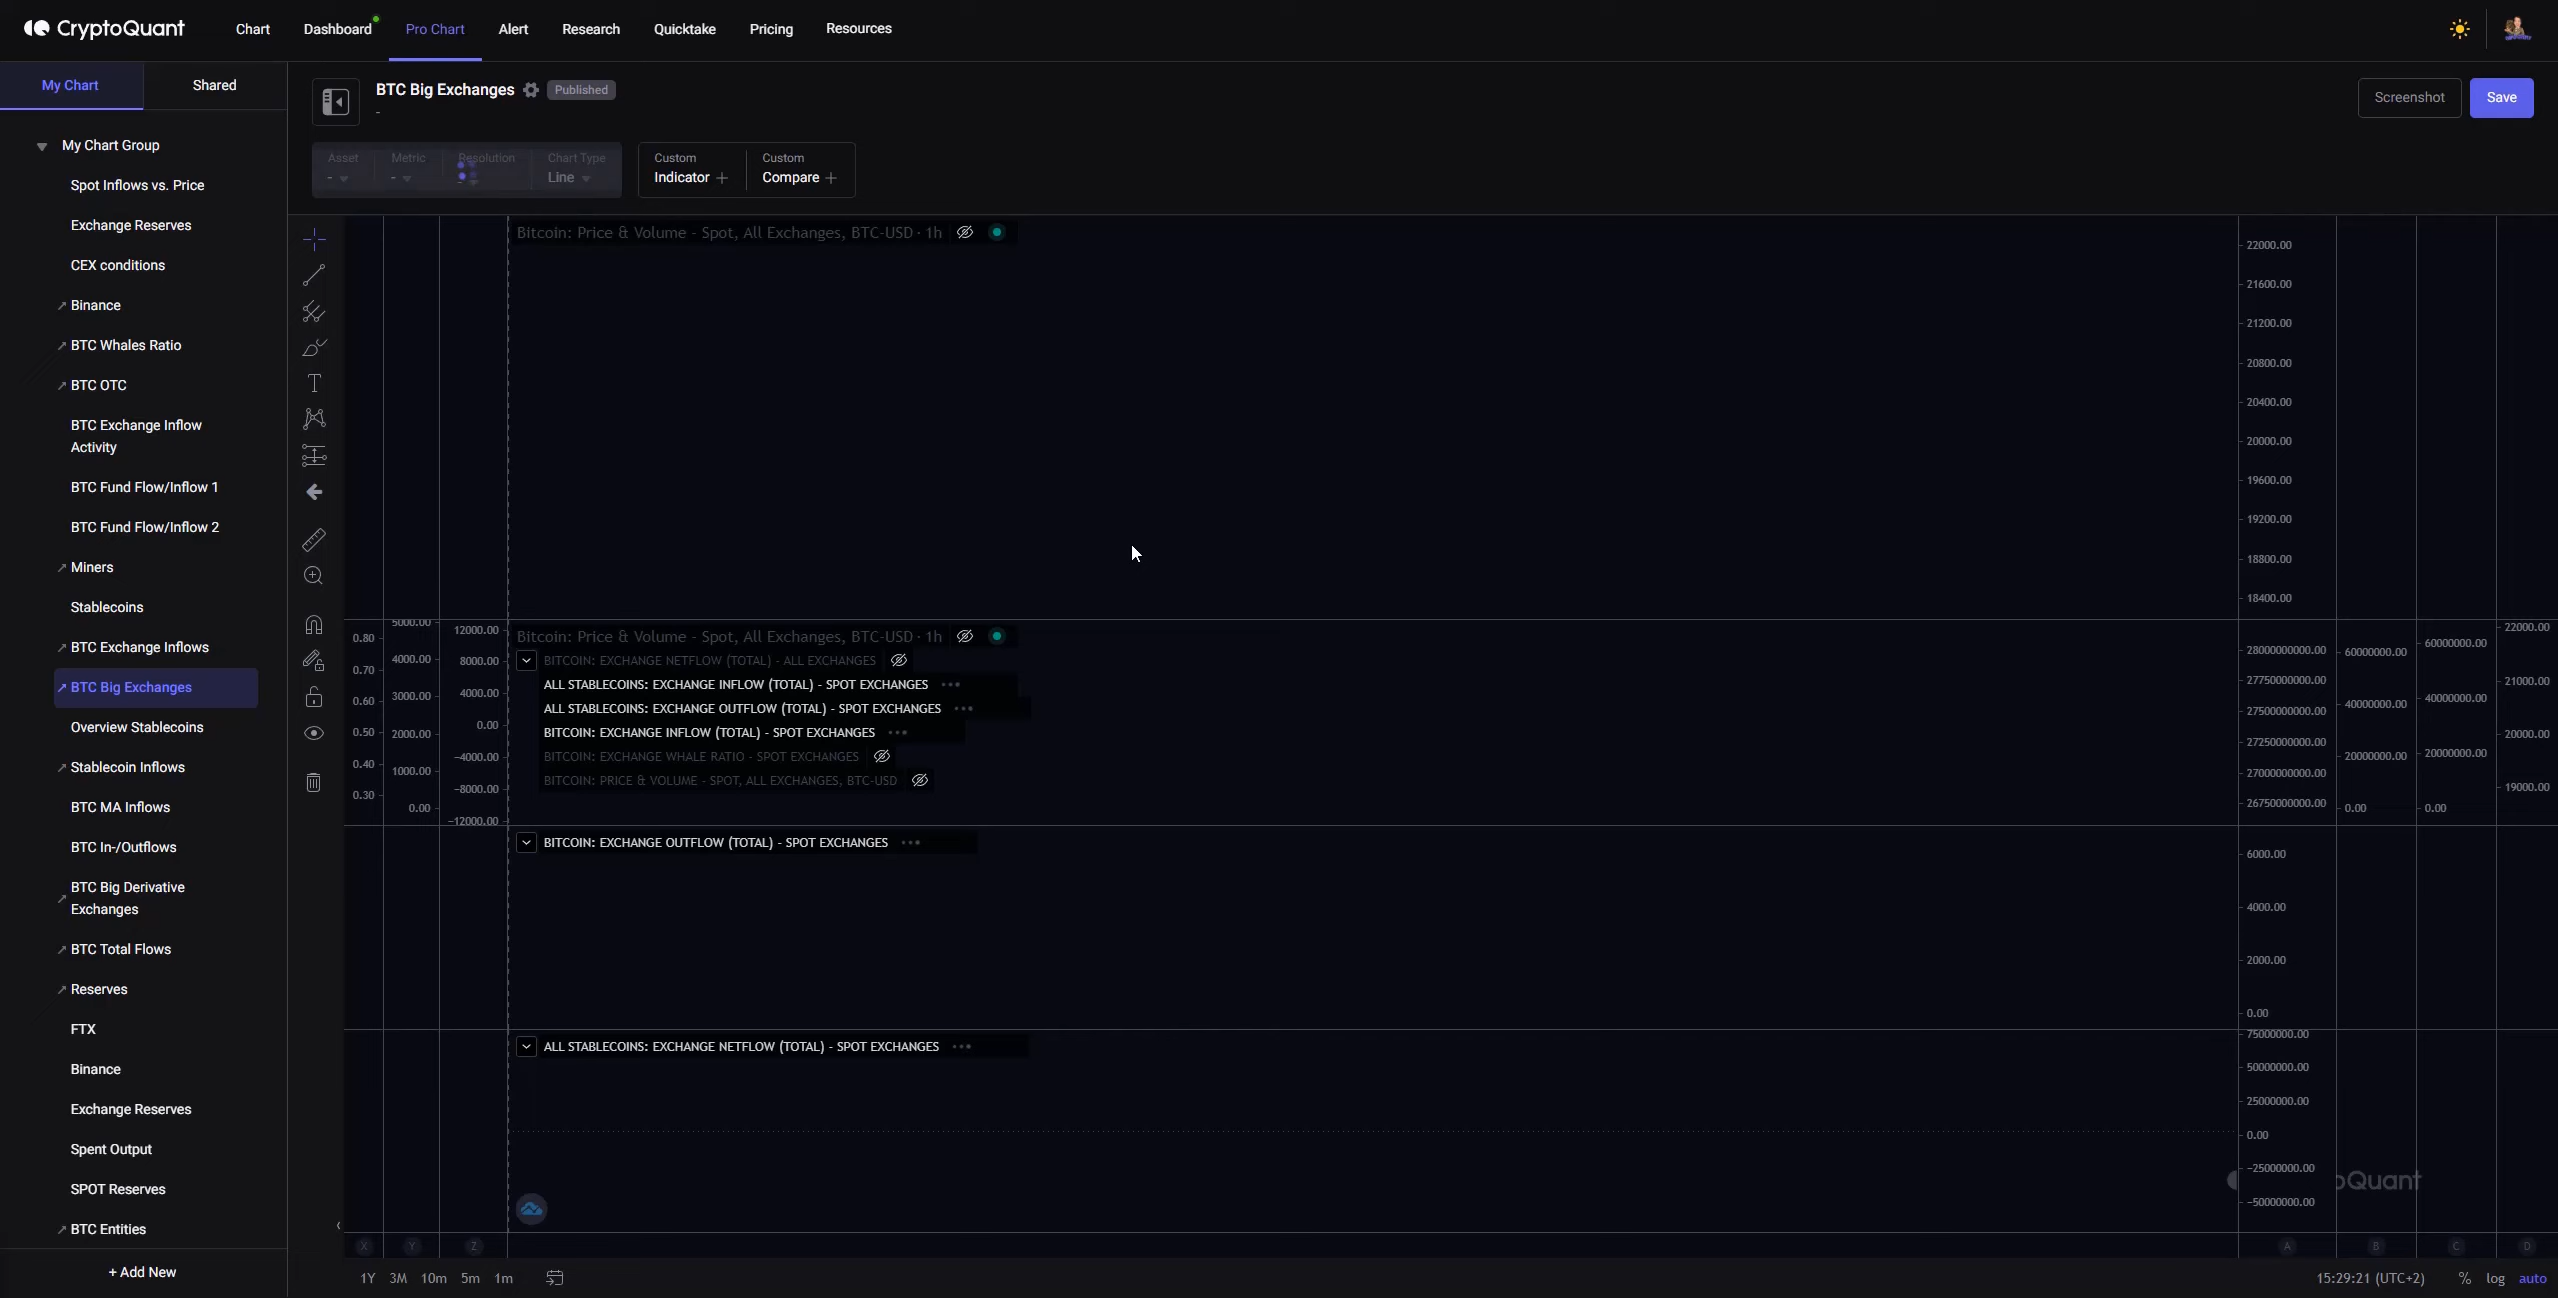 CryptoQuant
Chart Dashboard Pro Chart Alert Research Quicktake Pricing Resources
My Chart Shared
My Chart Group
Spot Inflows vs. Price
Exchange Reserves
CEX conditions
Binance
BTC Whales Ratio
BTC OTC
BTC Exchange Inflow
Activity
BTC Fund Flow/Inflow 1
BTC Fund Flow/Inflow 2
Miners
Stablecoins
BTC Exchange Inflows
BTC Big Exchanges
Overview Stablecoins
Stablecoin Inflows
BTC MA Inflows
BTC In-/Outflows
BTC Big Derivative
Exchanges
BTC Total Flows
Reserves
FTX
Binance
Exchange Reserves
Spent Output
SPOT Reserves
BTC Entities
+ Add New
BTC Big Exchanges Published
-
Screenshot Save
Asset Metric Resolution Chart Type
- - - Line
Custom Custom
Indicator + Compare +
Bitcoin: Price & Volume - Spot, All Exchanges, BTC-USD · 1h
22000.00
21600.00
21200.00
20800.00
20400.00
20000.00
19600.00
19200.00
18800.00
18400.00
0.80
0.70
0.60
0.50
0.40
0.30
5000.00
4000.00
3000.00
2000.00
1000.00
0.00
12000.00
8000.00
4000.00
0.00
-4000.00
-8000.00
-12000.00
Bitcoin: Price & Volume - Spot, All Exchanges, BTC-USD · 1h
BITCOIN: EXCHANGE NETFLOW (TOTAL) - ALL EXCHANGES
ALL STABLECOINS: EXCHANGE INFLOW (TOTAL) - SPOT EXCHANGES
ALL STABLECOINS: EXCHANGE OUTFLOW (TOTAL) - SPOT EXCHANGES
BITCOIN: EXCHANGE INFLOW (TOTAL) - SPOT EXCHANGES
BITCOIN: EXCHANGE WHALE RATIO - SPOT EXCHANGES
BITCOIN: PRICE & VOLUME - SPOT, ALL EXCHANGES, BTC-USD
28000000000.00
27750000000.00
27500000000.00
27250000000.00
27000000000.00
26750000000.00
60000000.00
40000000.00
20000000.00
0.00
60000000.00
40000000.00
20000000.00
0.00
22000.00
21000.00
20000.00
19000.00
BITCOIN: EXCHANGE OUTFLOW (TOTAL) - SPOT EXCHANGES
6000.00
4000.00
2000.00
0.00
ALL STABLECOINS: EXCHANGE NETFLOW (TOTAL) - SPOT EXCHANGES
75000000.00
50000000.00
25000000.00
0.00
-25000000.00
-50000000.00
oQuant
X Y Z A B C D
1Y 3M 10m 5m 1m
15:29:21 (UTC+2) % log auto